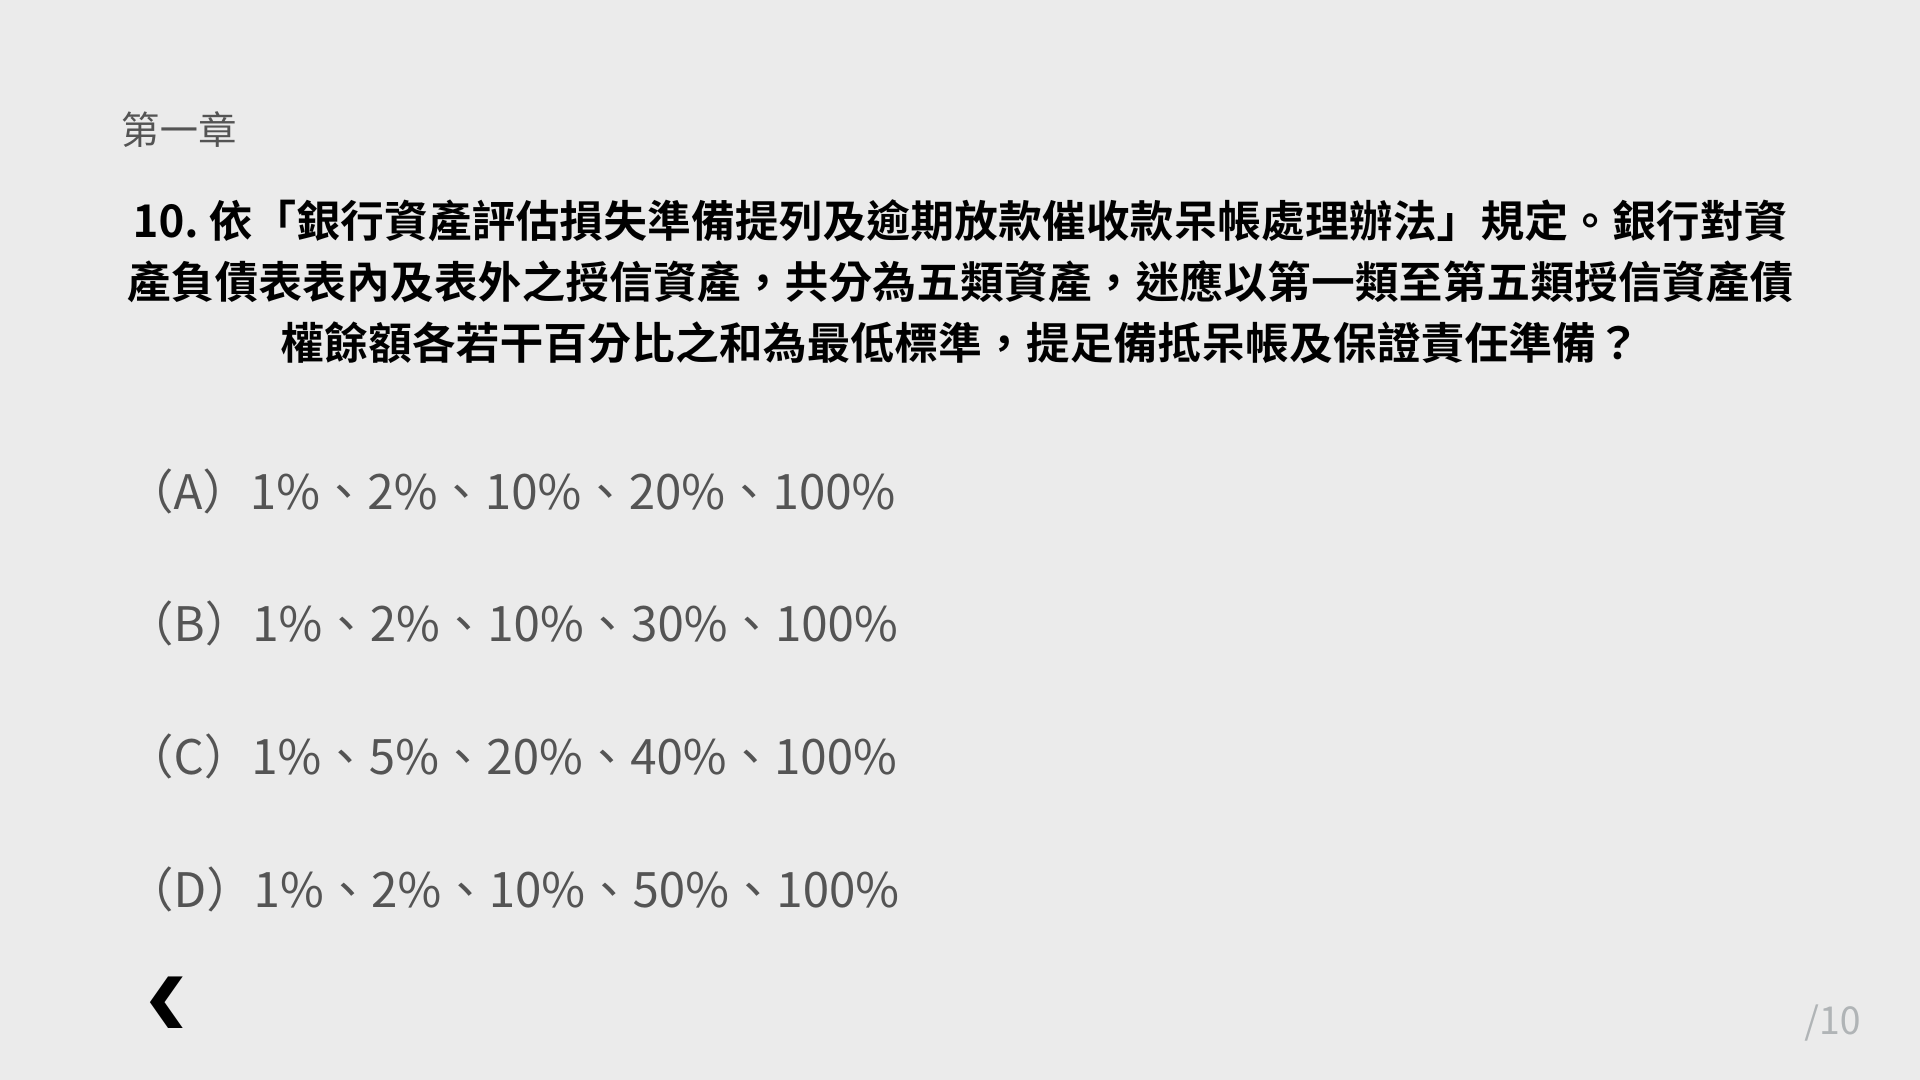 第一章
10. 依「銀行資產評估損失準備提列及逾期放款催收款呆帳處理辦法」規定。銀行對資
產負債表表內及表外之授信資產，共分為五類資產，迷應以第一類至第五類授信資產債
權餘額各若干百分比之和為最低標準，提足備抵呆帳及保證責任準備？
（A）1%、2%、10%、20%、100%
（B）1%、2%、10%、30%、100%
（C）1%、5%、20%、40%、100%
（D）1%、2%、10%、50%、100%
/10